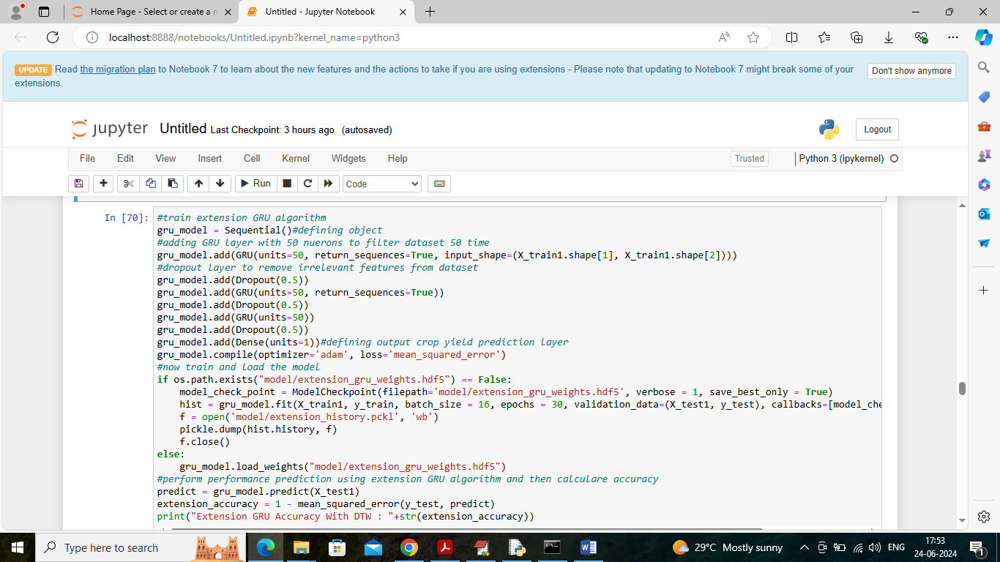 Home Page - Select or create a n
Untitled - Jupyter Notebook
localhost:8888/notebooks/Untitled.ipynb?kernel_name=python3
UPDATE Read the migration plan to Notebook 7 to learn about the new features and the actions to take if you are using extensions - Please note that updating to Notebook 7 might break some of your
extensions.
Don't show anymore
jupyter Untitled Last Checkpoint: 3 hours ago (autosaved)
Logout
File Edit View Insert Cell Kernel Widgets Help
Trusted
Python 3 (ipykernel)
Run
Code
In [70]:
#train extension GRU algorithm
gru_model = Sequential()#defining object
#adding GRU layer with 50 nuerons to filter dataset 50 time
gru_model.add(GRU(units=50, return_sequences=True, input_shape=(X_train1.shape[1], X_train1.shape[2])))
#dropout layer to remove irrelevant features from dataset
gru_model.add(Dropout(0.5))
gru_model.add(GRU(units=50, return_sequences=True))
gru_model.add(Dropout(0.5))
gru_model.add(GRU(units=50))
gru_model.add(Dropout(0.5))
gru_model.add(Dense(units=1))#defining output crop yield prediction layer
gru_model.compile(optimizer='adam', loss='mean_squared_error')
#now train and load the model
if os.path.exists("model/extension_gru_weights.hdf5") == False:
    model_check_point = ModelCheckpoint(filepath='model/extension_gru_weights.hdf5', verbose = 1, save_best_only = True)
    hist = gru_model.fit(X_train1, y_train, batch_size = 16, epochs = 30, validation_data=(X_test1, y_test), callbacks=[model_che
    f = open('model/extension_history.pckl', 'wb')
    pickle.dump(hist.history, f)
    f.close()
else:
    gru_model.load_weights("model/extension_gru_weights.hdf5")
#perform performance prediction using extension GRU algorithm and then calculare accuracy
predict = gru_model.predict(X_test1)
extension_accuracy = 1 - mean_squared_error(y_test, predict)
print("Extension GRU Accuracy With DTW : "+str(extension_accuracy))
Type here to search
29°C Mostly sunny
ENG
17:53
24-06-2024
1